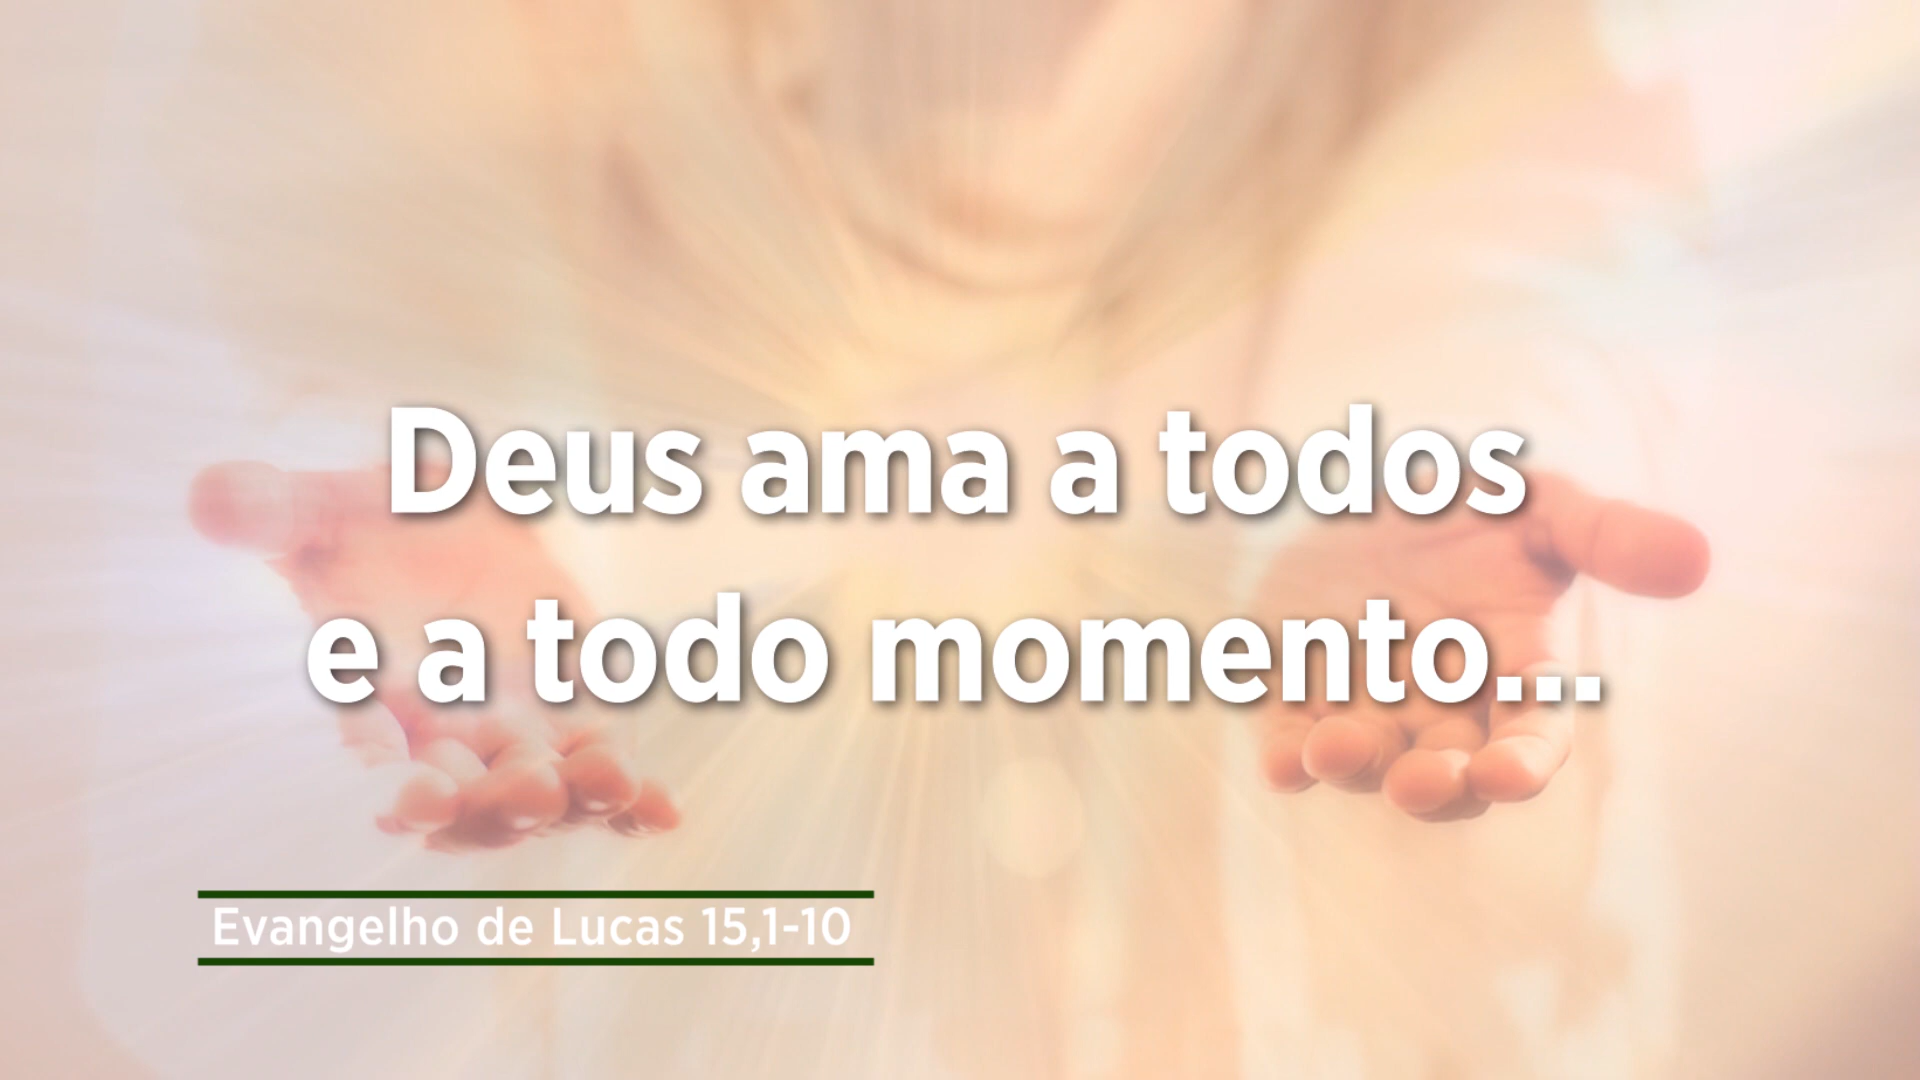 Deus ama a todos
e a todo momento...
Evangelho de Lucas 15,1-10